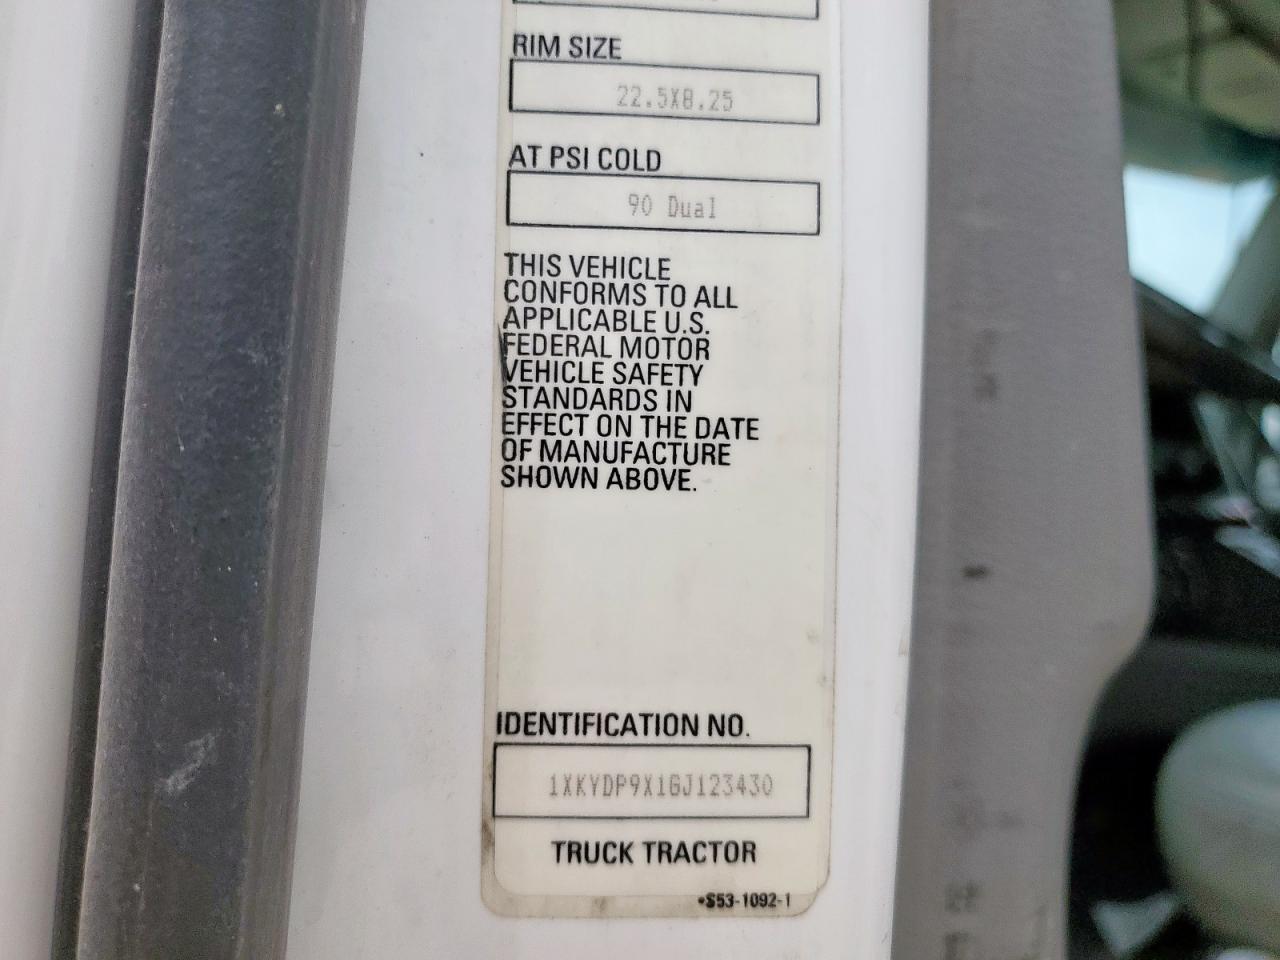 RIM SIZE
22.5X8.25
AT PSI COLD
90 Dual
THIS VEHICLE
CONFORMS TO ALL
APPLICABLE U.S.
FEDERAL MOTOR
VEHICLE SAFETY
STANDARDS IN
EFFECT ON THE DATE
OF MANUFACTURE
SHOWN ABOVE.
IDENTIFICATION NO.
1XKYDP9X1GJ123430
TRUCK TRACTOR
•S53-1092-1